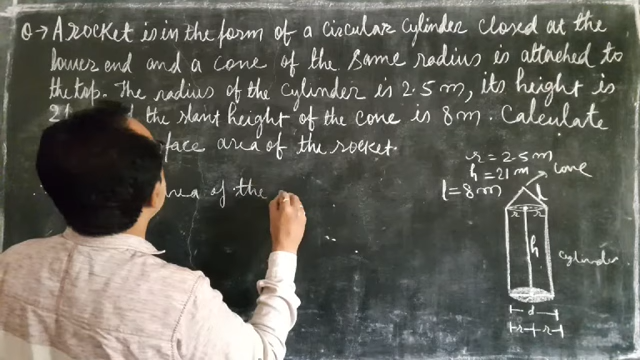 Q → A rocket is in the form of a circular cylinder closed at the
lower end and a cone of the same radius is attached to
the top. The radius of the cylinder is 2.5 m, its height is
the slant height of the cone is 8m. Calculate
face area of the rocket.
r = 2.5 m
h = 21 m
cone
l = 8 m
l
area of the
r
r
h
cylinder
d
r
r